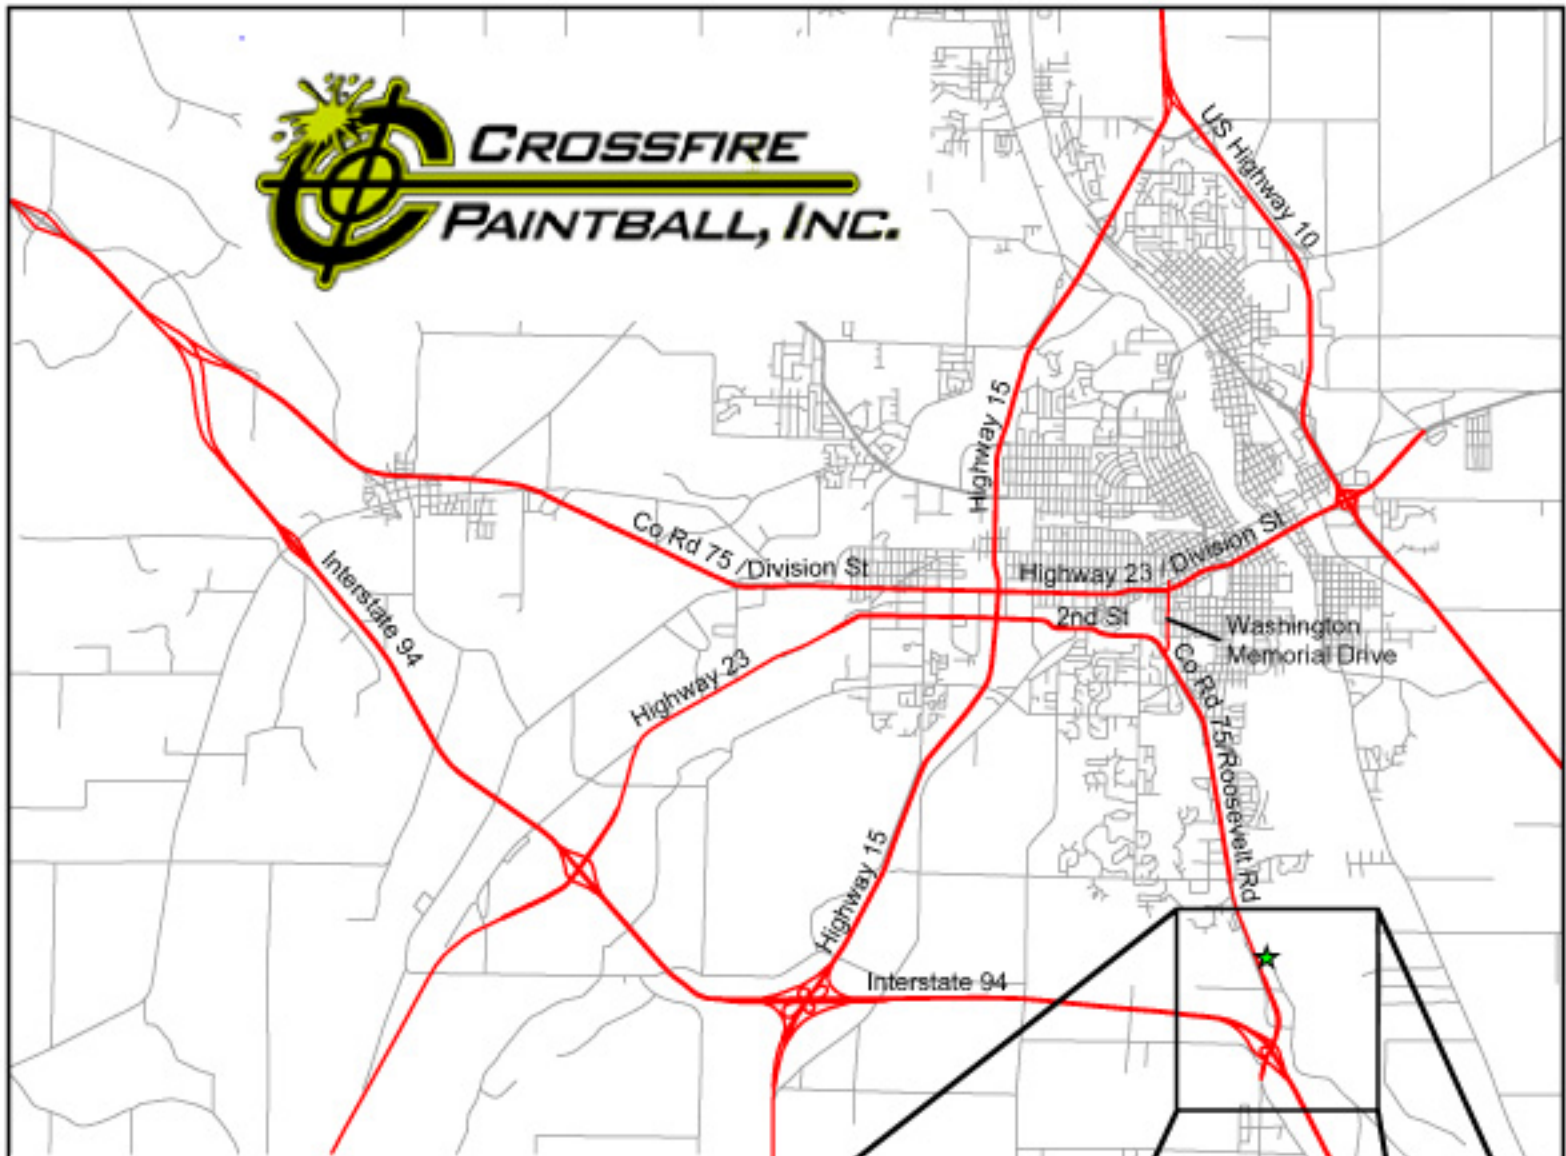 CROSSFIRE
PAINTBALL, INC.
US Highway 10
Highway 15
Co Rd 75 / Division St
Highway 23 / Division St
2nd St
Washington
Memorial Drive
Interstate 94
Highway 23
Co Rd 75/Roosevelt Rd
Highway 15
Interstate 94